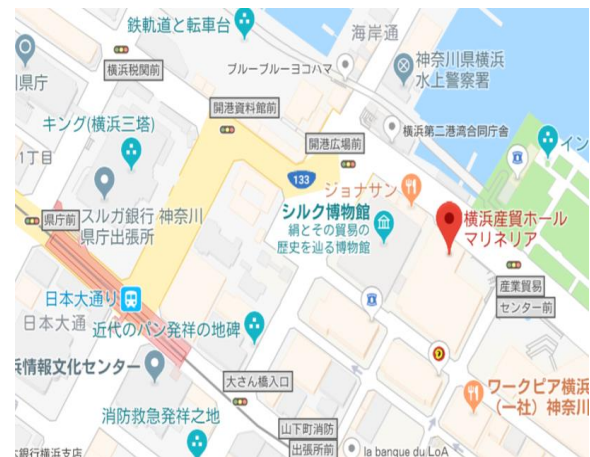 鉄軌道と転車台
海岸通
神奈川県横浜
水上警察署
県庁
横浜税関前
ブルーブルーヨコハマ
開港資料館前
横浜第二港湾合同庁舎
キング(横浜三塔)
開港広場前
イン
1丁目
133
ジョナサン
スルガ銀行 神奈川
県庁出張所
県庁前
シルク博物館
絹とその貿易の
歴史を辿る博物館
横浜産貿ホール
マリネリア
産業貿易
センター前
日本大通り
日本大通
近代のパン発祥の地碑
浜情報文化センター
大さん橋入口
ワークピア横浜
(一社) 神奈川
消防救急発祥之地
山下町消防
出張所前
銀行横浜支店
la banque du LoA